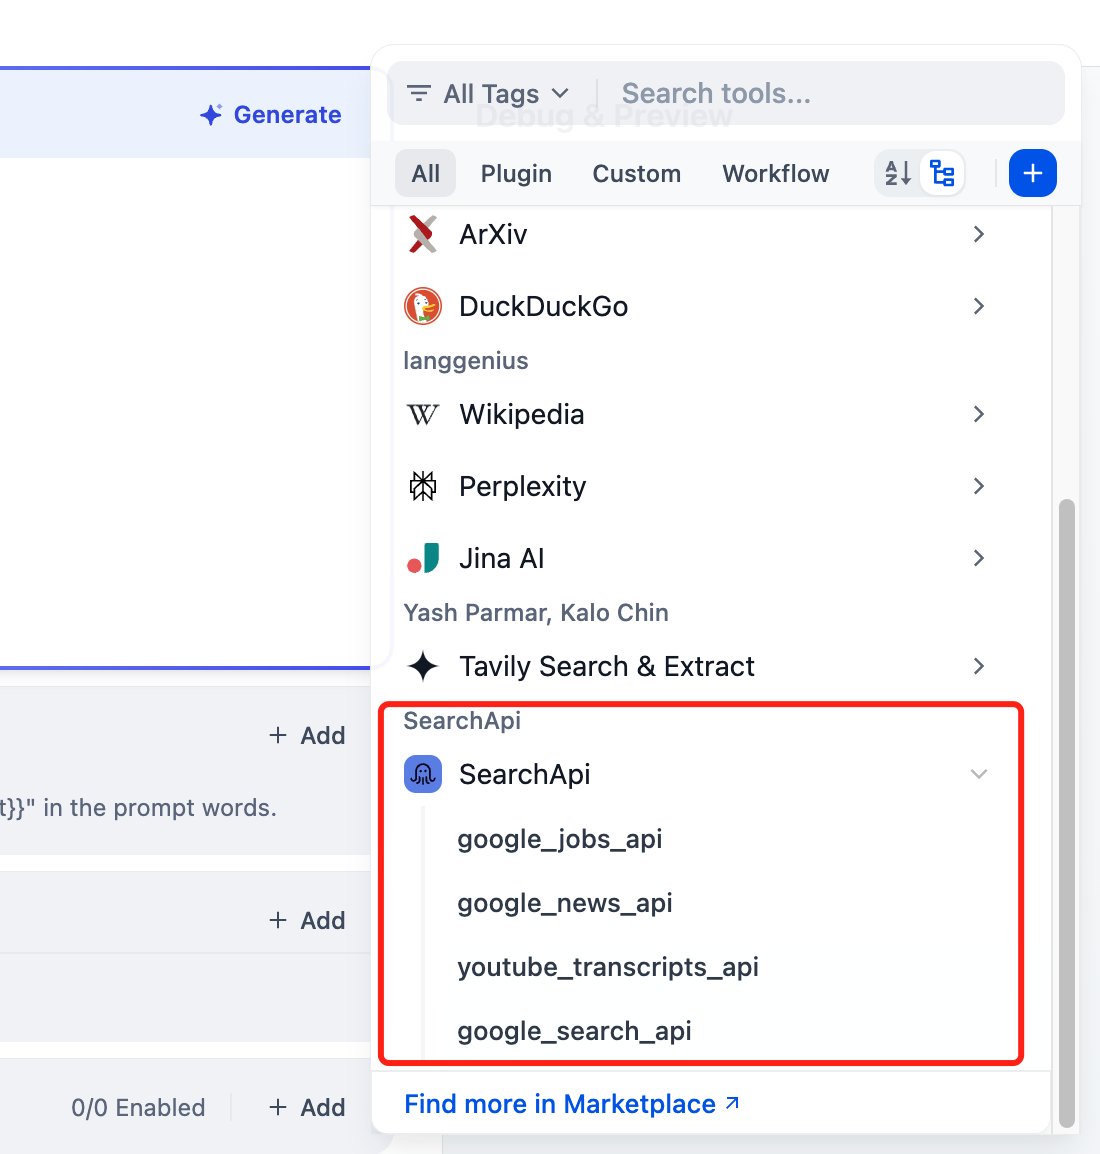 Generate
All Tags
Search tools...
Debug & Preview
All
Plugin
Custom
Workflow
A
Z
ArXiv
DuckDuckGo
langgenius
Wikipedia
Perplexity
Jina AI
Yash Parmar, Kalo Chin
Tavily Search & Extract
SearchApi
SearchApi
google_jobs_api
google_news_api
youtube_transcripts_api
google_search_api
Find more in Marketplace
+ Add
t}}" in the prompt words.
+ Add
0/0 Enabled
+ Add